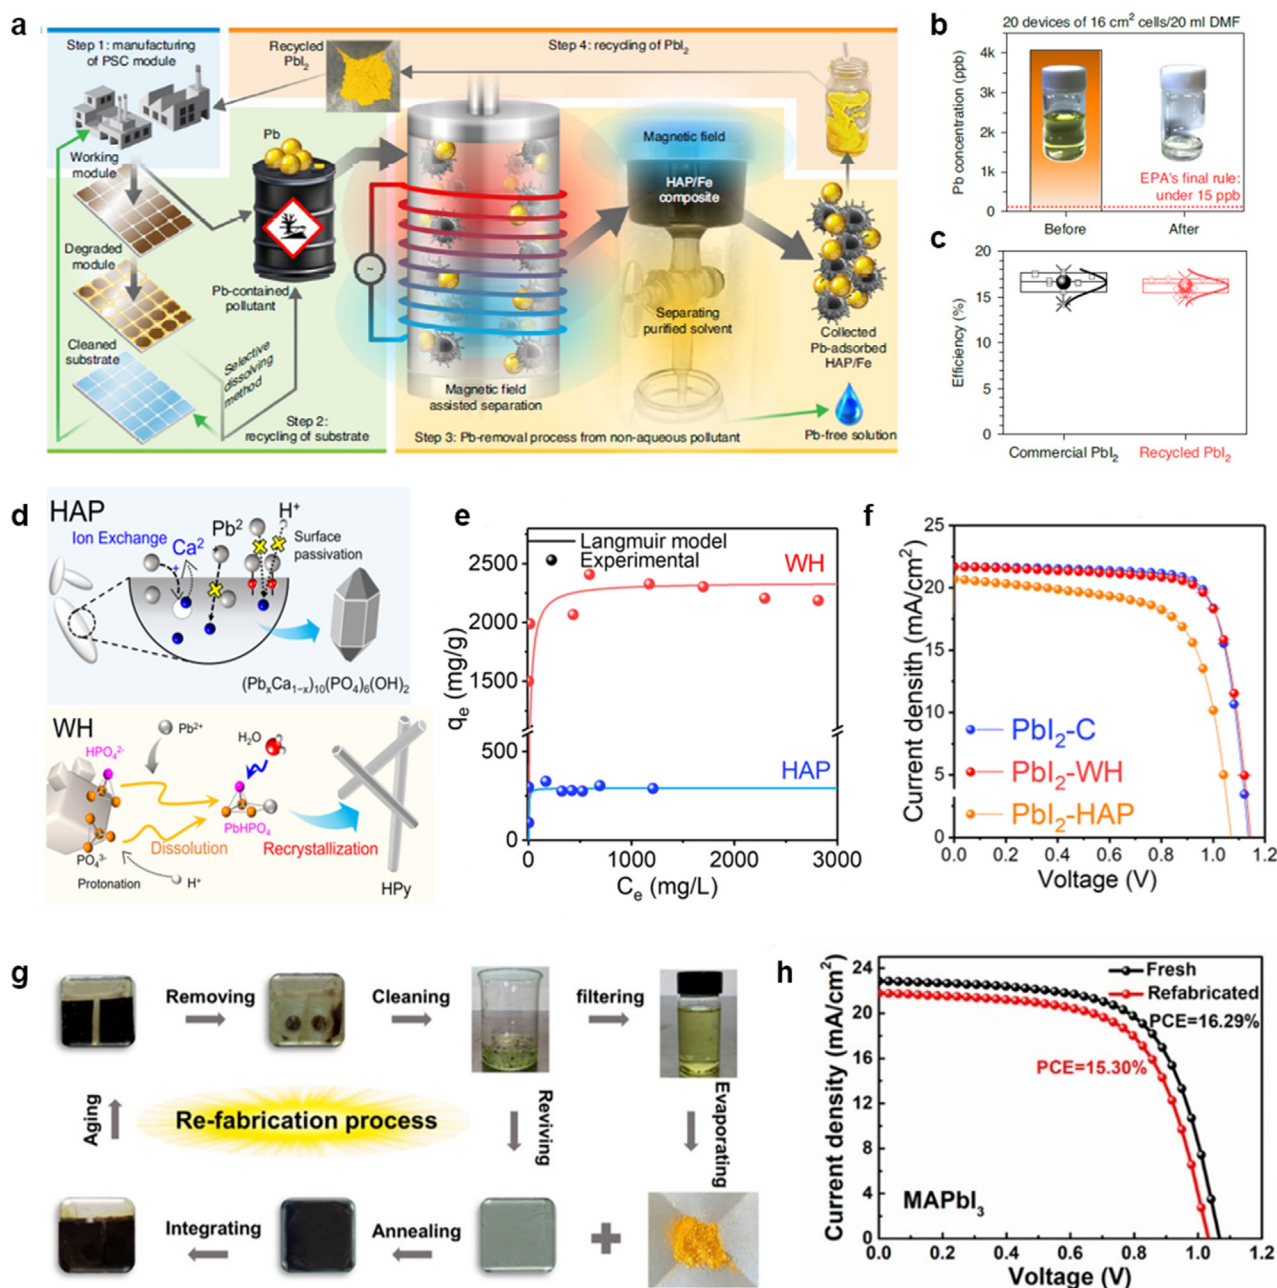 a
Step 1: manufacturing
of PSC module
Recycled
PbI₂
Step 4: recycling of PbI₂
Working
module
Pb
Magnetic field
HAP/Fe
composite
Degraded
module
Pb-contained
pollutant
~
Separating
purified solvent
Collected
Pb-adsorbed
HAP/Fe
Cleaned
substrate
Selective
dissolving
method
Magnetic field
assisted separation
Step 2:
recycling of substrate
Step 3: Pb-removal process from non-aqueous pollutant
Pb-free solution
b
20 devices of 16 cm² cells/20 ml DMF
Pb concentration (ppb)
4k
3k
2k
1k
0
EPA's final rule:
under 15 ppb
Before
After
c
Efficiency (%)
20
15
10
5
0
Commercial PbI₂
Recycled PbI₂
d
HAP
Ion Exchange
Ca²
+
Pb²
+
H⁺
Surface
passivation
(PbₓCa₁₋ₓ)₁₀(PO₄)₆(OH)₂
WH
HPO₄²⁻
Pb²⁺
H₂O
PbHPO₄
PO₄³⁻
Dissolution
Recrystallization
Protonation
H⁺
HPy
e
qₑ (mg/g)
2500
2000
1500
500
0
Langmuir model
Experimental
WH
HAP
0
1000
2000
3000
Cₑ (mg/L)
f
Current densith (mA/cm²)
25
20
15
10
5
0
PbI₂-C
PbI₂-WH
PbI₂-HAP
0.0
0.2
0.4
0.6
0.8
1.0
1.2
Voltage (V)
g
Removing
Cleaning
filtering
Aging
Re-fabrication process
Reviving
Evaporating
Integrating
Annealing
+
h
Current density (mA/cm²)
24
20
16
12
8
4
0
Fresh
Refabricated
PCE=16.29%
PCE=15.30%
MAPbI₃
0.0
0.2
0.4
0.6
0.8
1.0
1.2
Voltage (V)